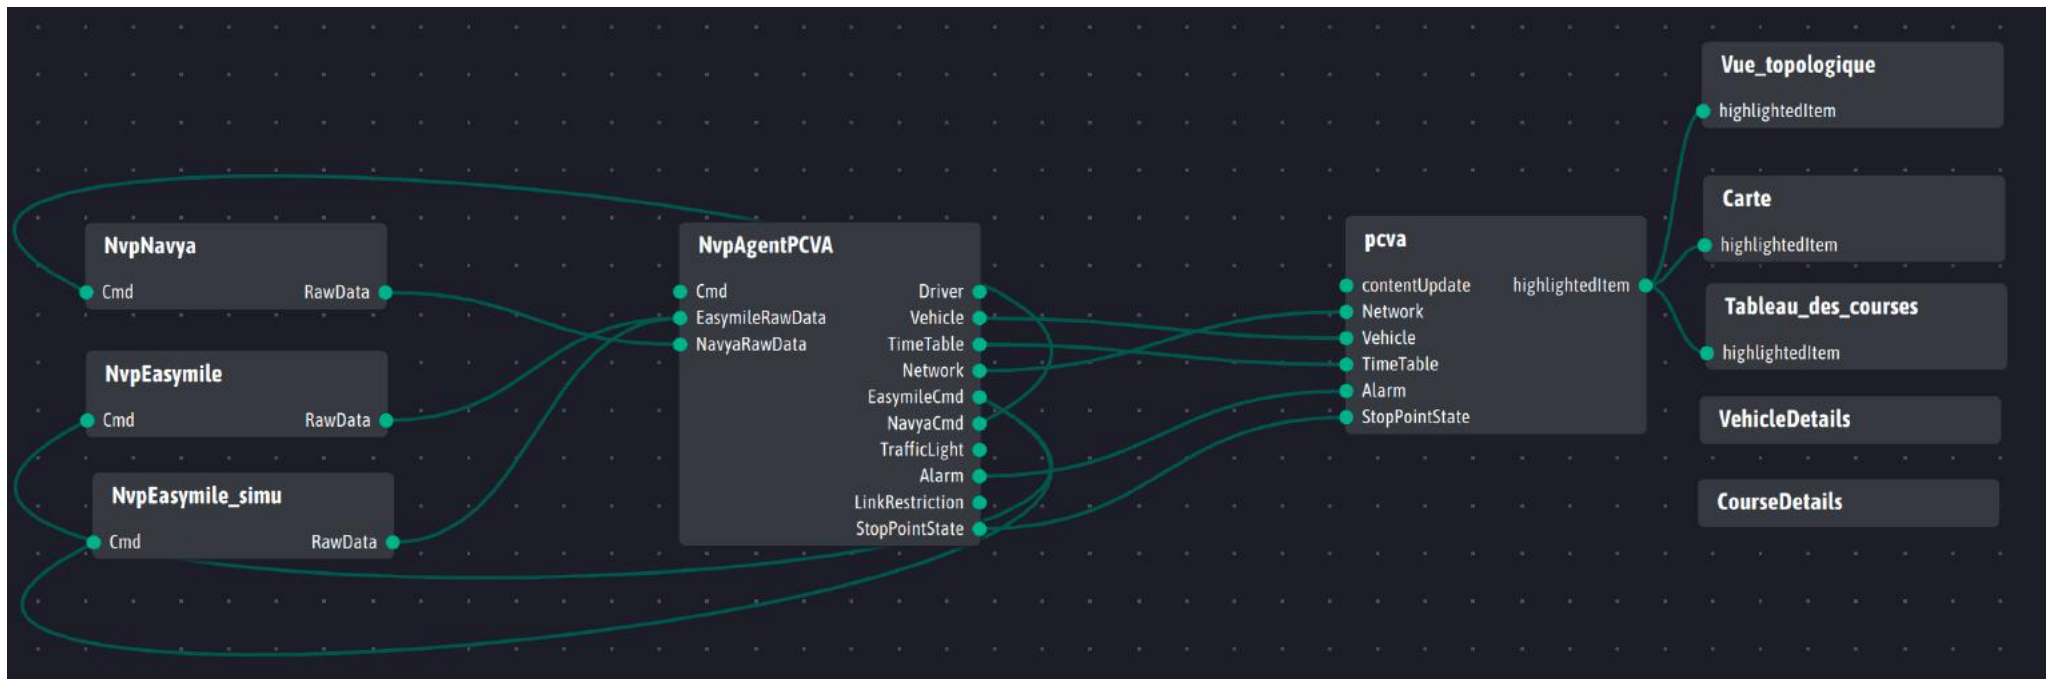 NvpNavya
Cmd RawData
NvpEasymile
Cmd RawData
NvpEasymile_simu
Cmd RawData
NvpAgentPCVA
Cmd Driver
EasymileRawData Vehicle
NavyaRawData TimeTable
Network
EasymileCmd
NavyaCmd
TrafficLight
Alarm
LinkRestriction
StopPointState
pcva
contentUpdate highlightedItem
Network
Vehicle
TimeTable
Alarm
StopPointState
Vue_topologique
highlightedItem
Carte
highlightedItem
Tableau_des_courses
highlightedItem
VehicleDetails
CourseDetails